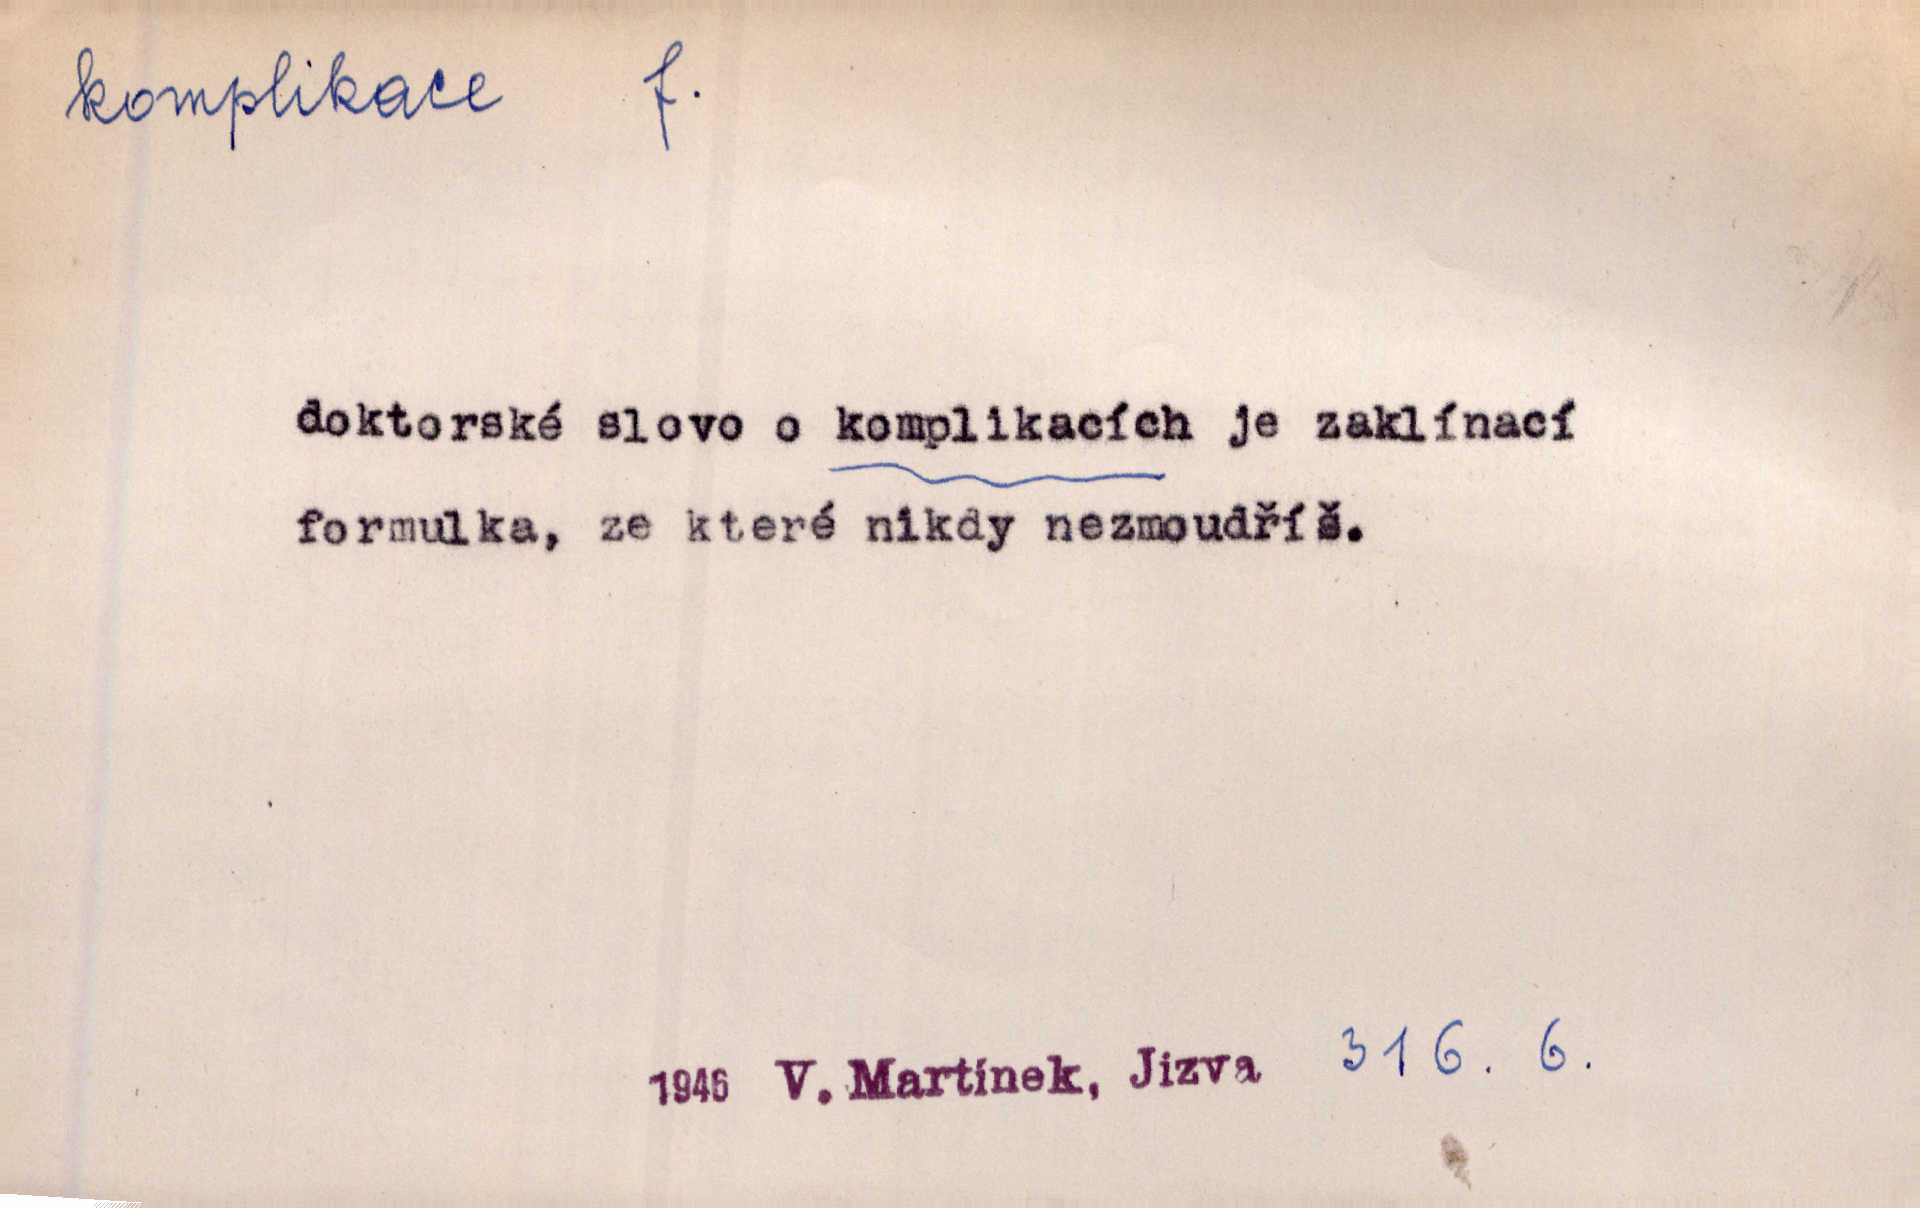 komplikace f.
doktorské slovo o komplikacích je zaklínací
formulka, ze které nikdy nezmoudříš.
1946 V. Martínek, Jizva 316. 6.